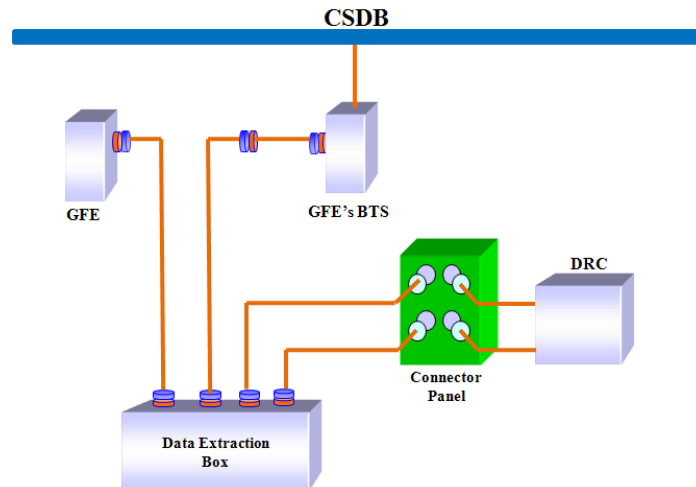 CSDB
GFE
GFE's BTS
DRC
Connector
Panel
Data Extraction
Box